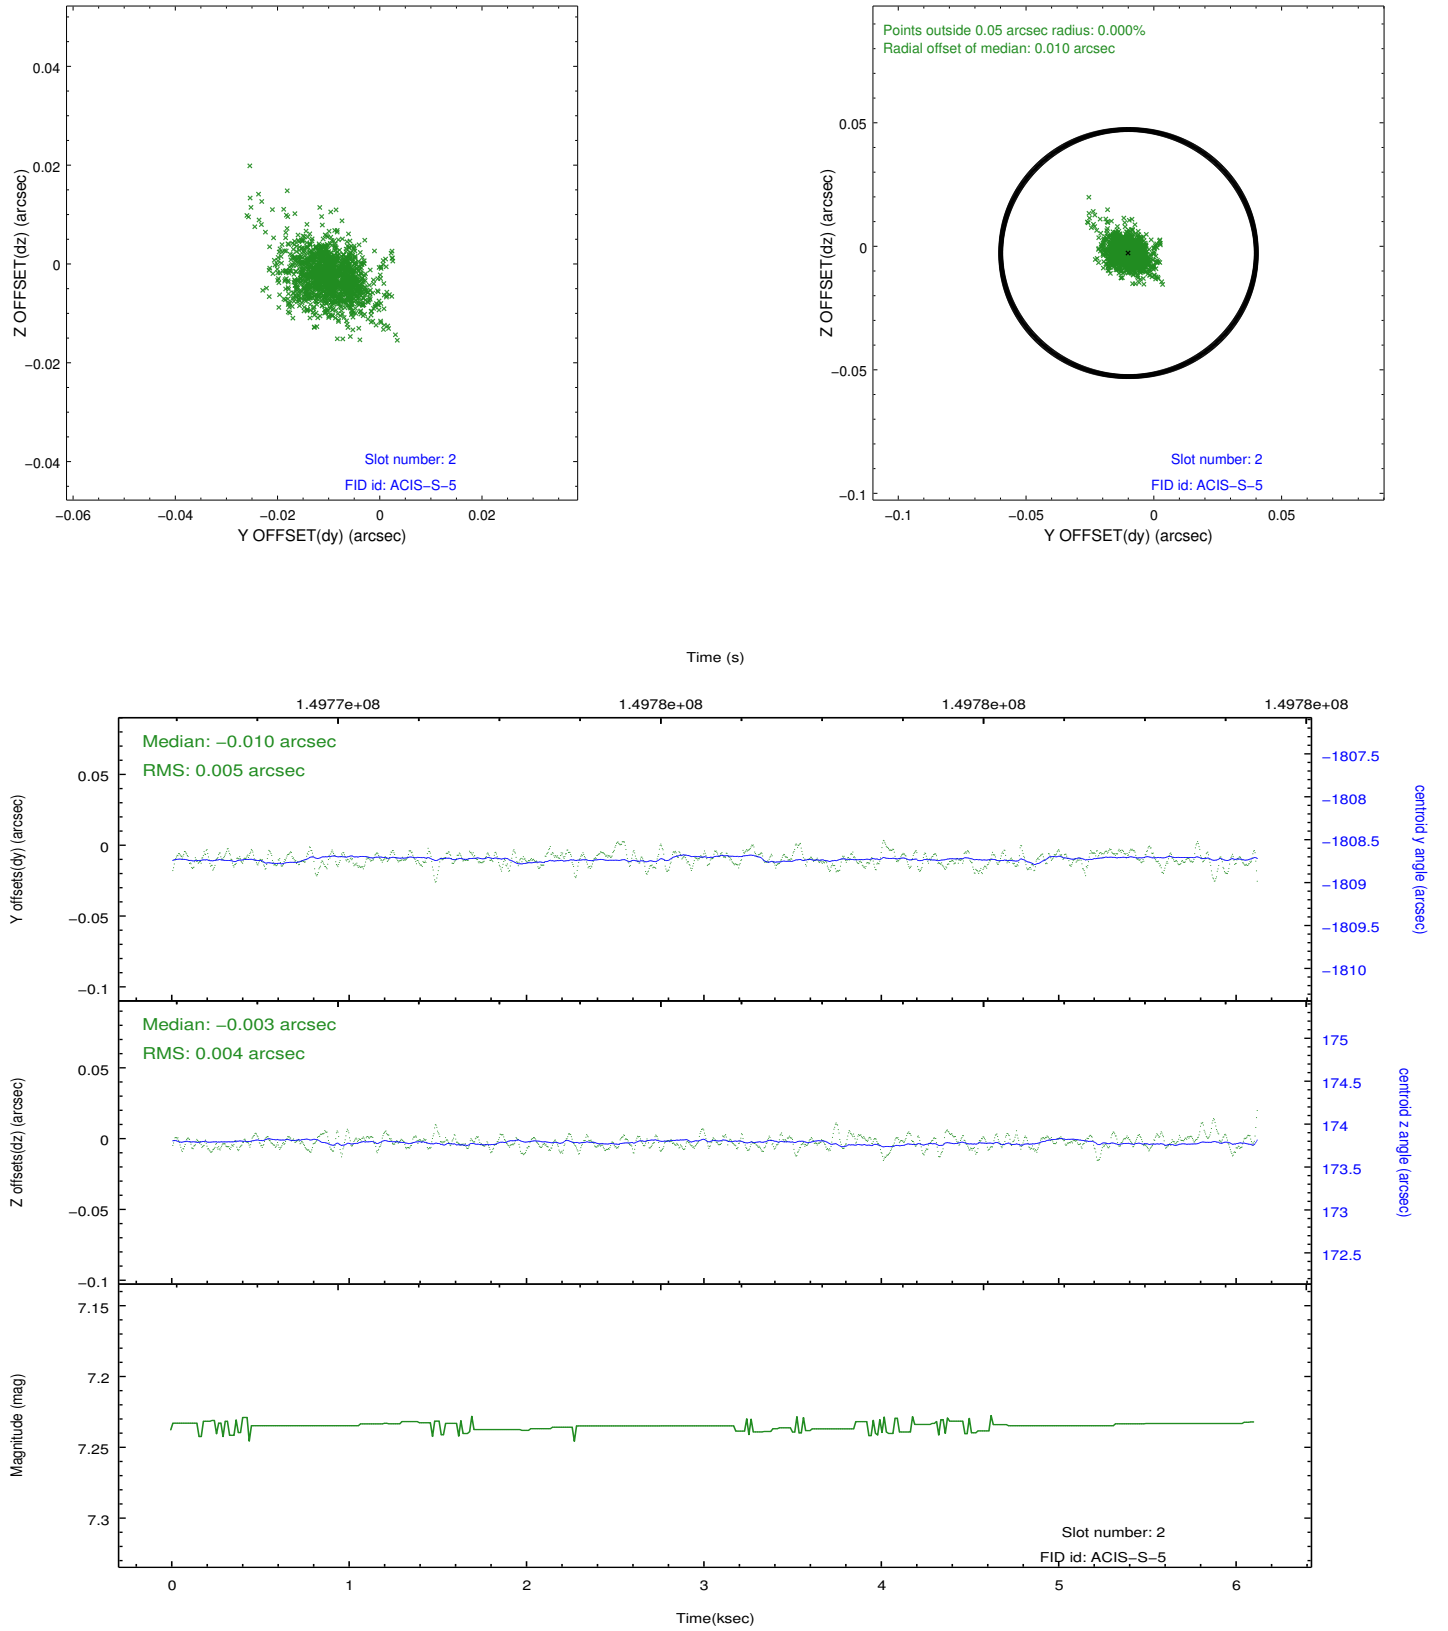 0.04
0.02
0
−0.02
−0.04
Z OFFSET(dz) (arcsec)
Slot number: 2
FID id: ACIS−S−5
−0.06
−0.04
−0.02
0
0.02
Y OFFSET(dy) (arcsec)
Points outside 0.05 arcsec radius: 0.000%
Radial offset of median: 0.010 arcsec
0.05
0
−0.05
−0.1
Z OFFSET(dz) (arcsec)
Slot number: 2
FID id: ACIS−S−5
−0.1
−0.05
0
0.05
Y OFFSET(dy) (arcsec)
Time (s)
1.4977e+08
1.4978e+08
1.4978e+08
1.4978e+08
Median: −0.010 arcsec
RMS: 0.005 arcsec
0.05
0
−0.05
−0.1
Y offsets(dy) (arcsec)
−1807.5
−1808
−1808.5
−1809
−1809.5
−1810
centroid y angle (arcsec)
Median: −0.003 arcsec
RMS: 0.004 arcsec
0.05
0
−0.05
−0.1
Z offsets(dz) (arcsec)
175
174.5
174
173.5
173
172.5
centroid z angle (arcsec)
7.15
7.2
7.25
7.3
Magnitude (mag)
Slot number: 2
FID id: ACIS−S−5
0
1
2
3
4
5
6
Time(ksec)